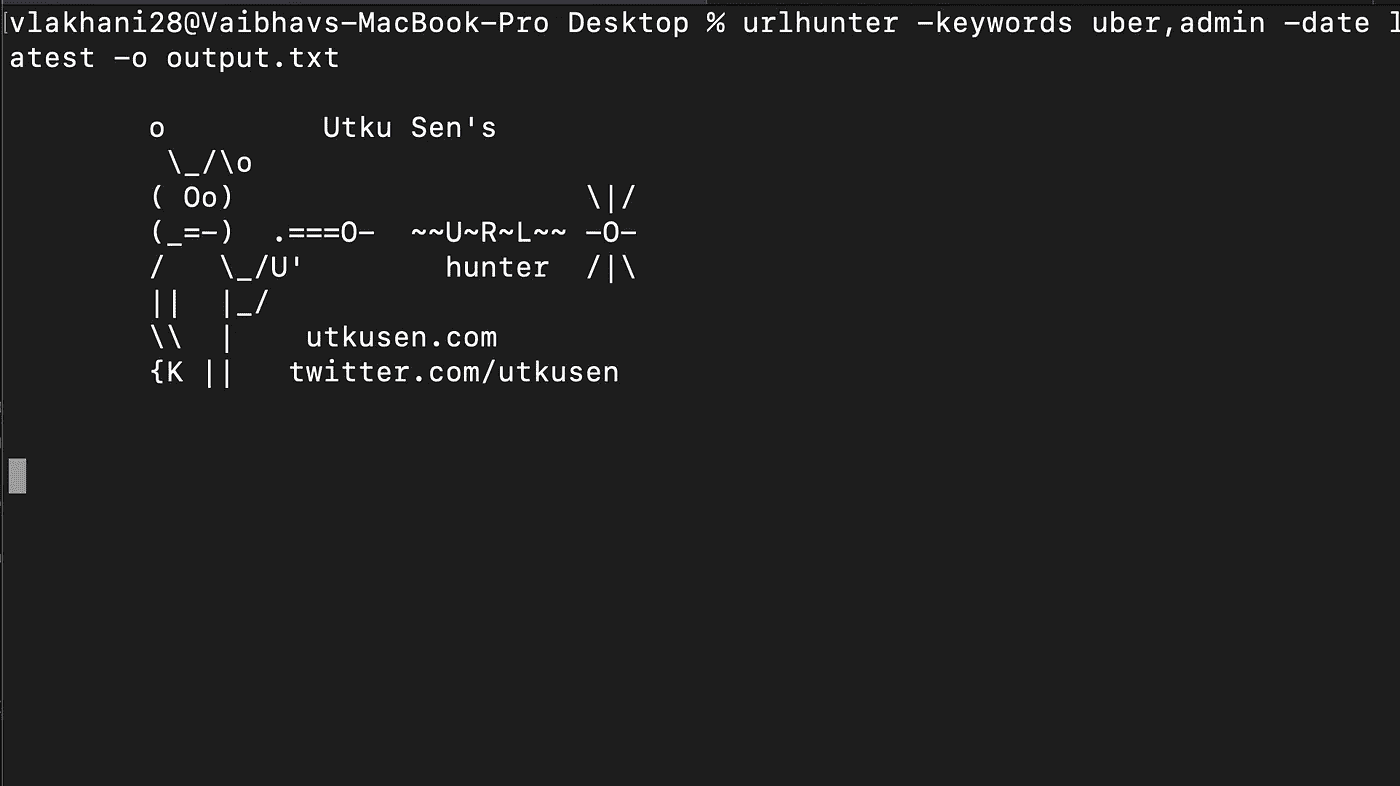 [vlakhani28@Vaibhavs-MacBook-Pro Desktop % urlhunter -keywords uber,admin -date l
atest -o output.txt
        o         Utku Sen's
         \_/\o
        ( Oo)                    \|/
        (_=-)  .===O-  ~~U~R~L~~ -O-
        /   \_/U'        hunter  /|\
        ||  |_/
        \\  |    utkusen.com
        {K ||   twitter.com/utkusen